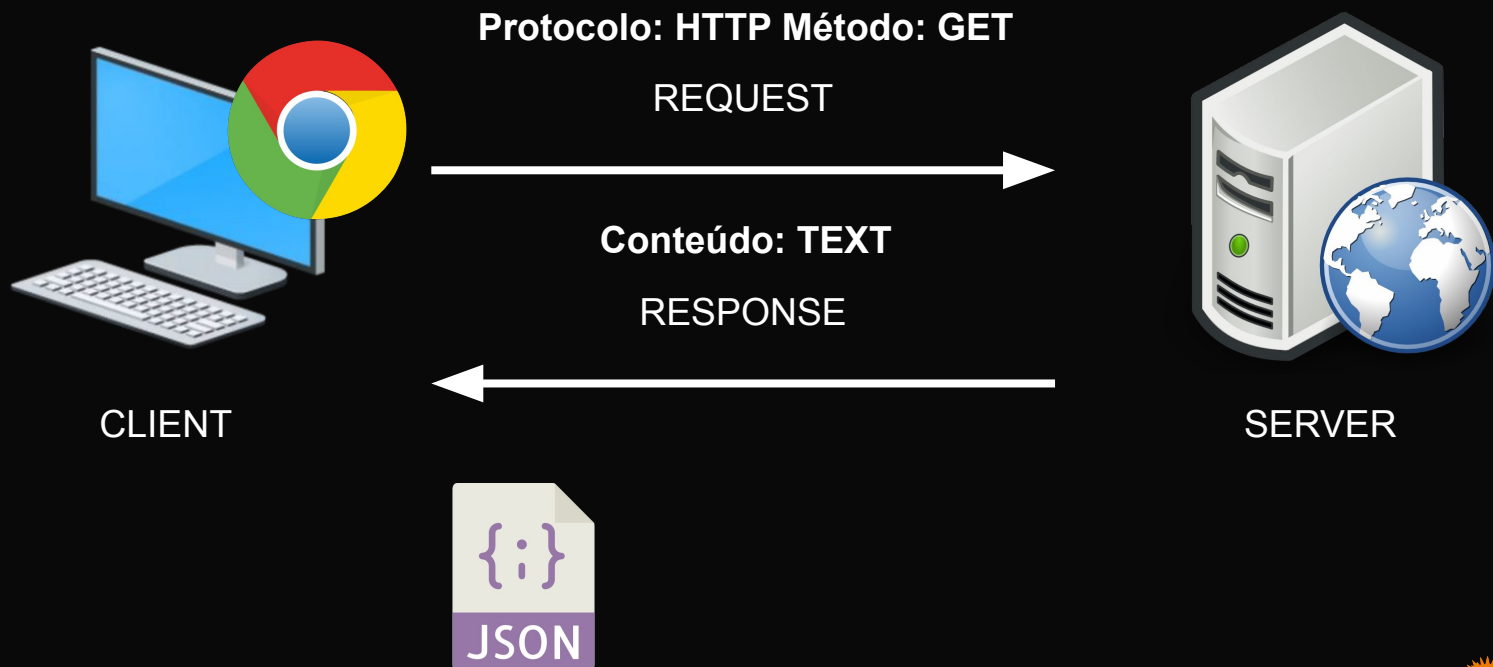 Protocolo: HTTP Método: GET
REQUEST
Conteúdo: TEXT
RESPONSE
CLIENT
SERVER
{;}
JSON